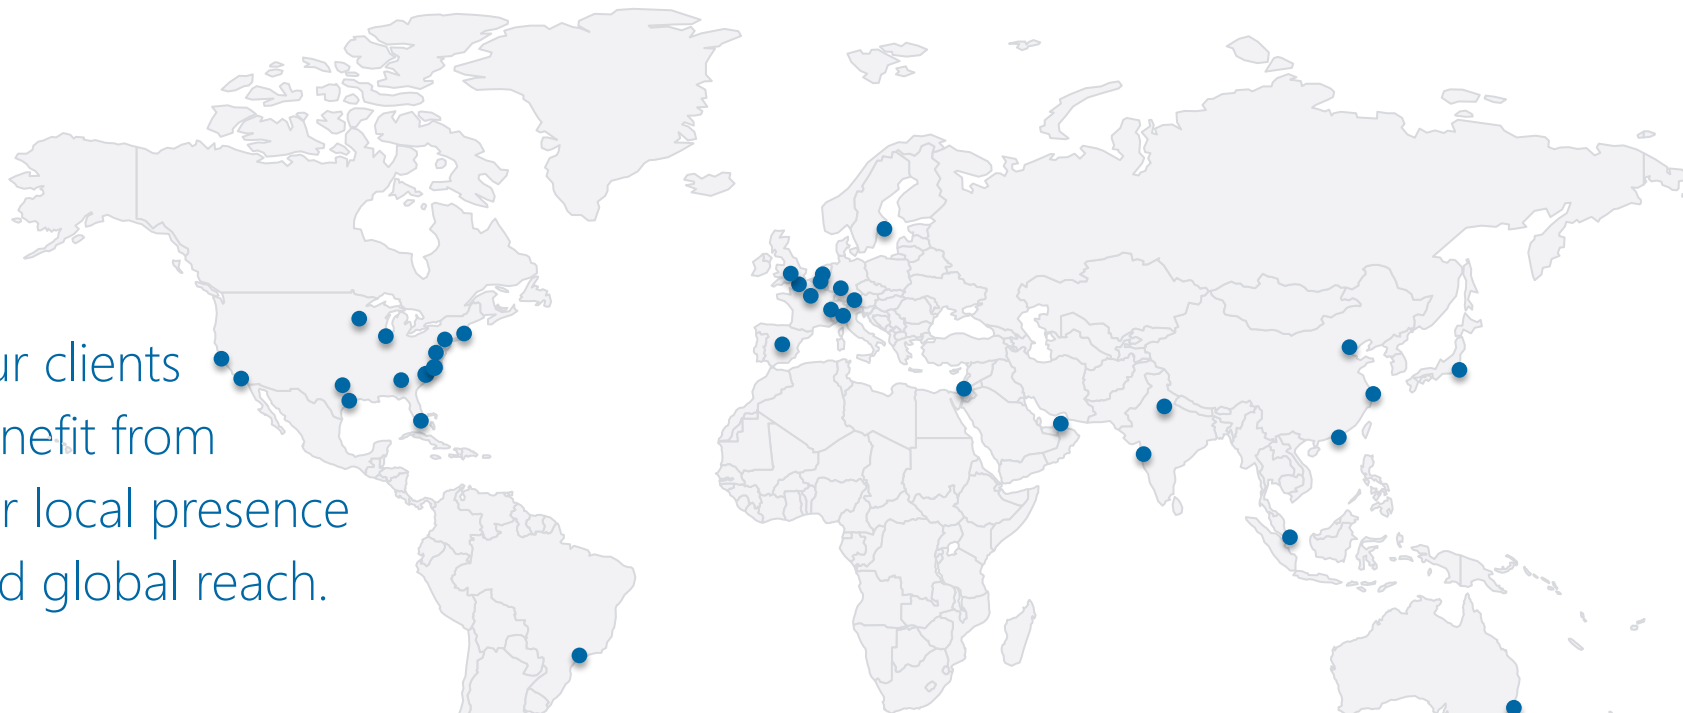 ur clients
nefit from
r local presence
d global reach.